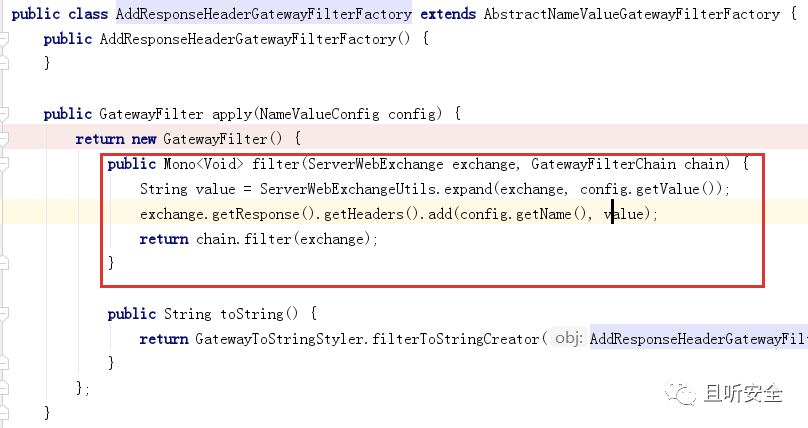 public class AddResponseHeaderGatewayFilterFactory extends AbstractNameValueGatewayFilterFactory {
public AddResponseHeaderGatewayFilterFactory() {
}
public GatewayFilter apply(NameValueConfig config) {
return new GatewayFilter() {
public Mono<Void> filter(ServerWebExchange exchange, GatewayFilterChain chain) {
String value = ServerWebExchangeUtils.expand(exchange, config.getValue());
exchange.getResponse().getHeaders().add(config.getName(), value);
return chain.filter(exchange);
}
public String toString() {
return GatewayToStringStyler.filterToStringCreator( obj: AddResponseHeaderGatewayFil
}
};
}
且听安全